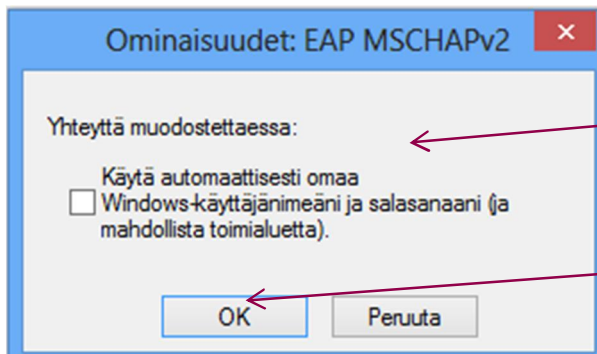 Ominaisuudet: EAP MSCHAPv2
Yhteyttä muodostettaessa:
Käytä automaattisesti omaa
Windows-käyttäjänimeäni ja salasanaani (ja
mahdollista toimialuetta).
OK
Peruuta